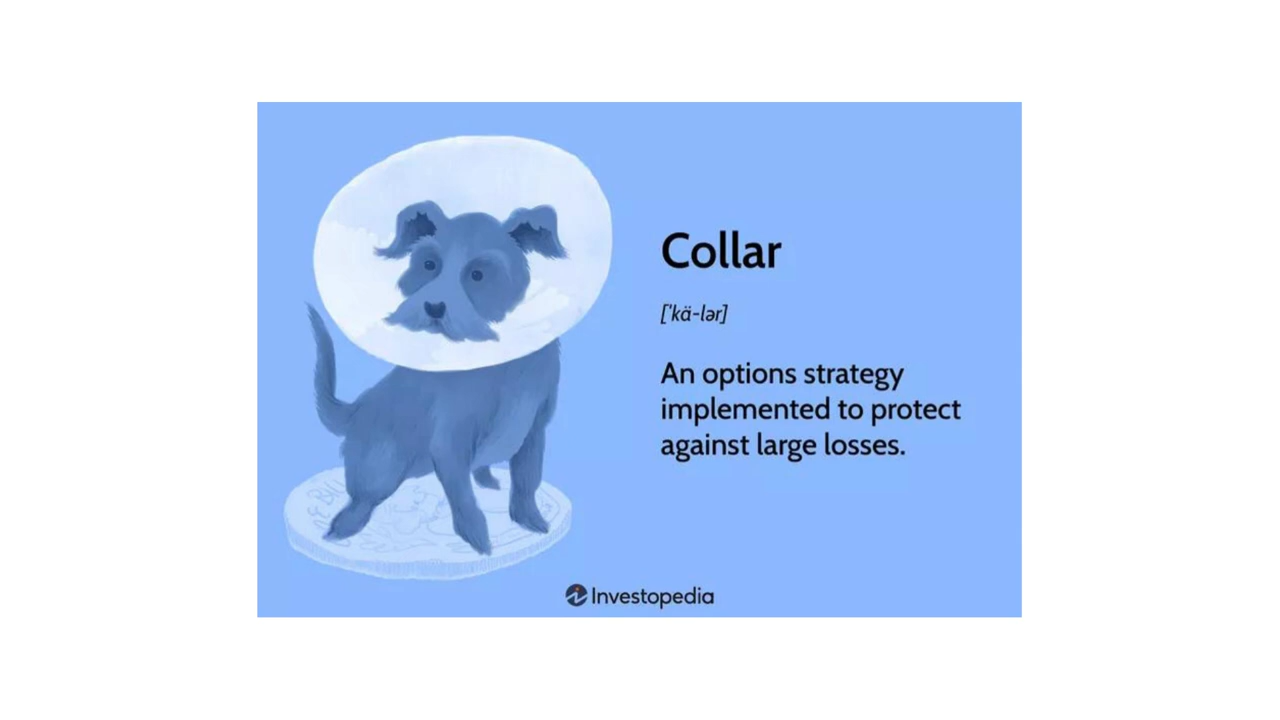 Collar
['kä-lər]
An options strategy
implemented to protect
against large losses.
Investopedia